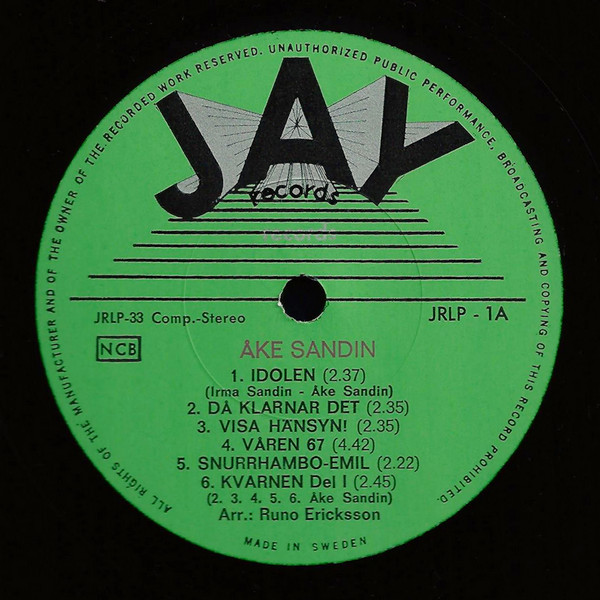 ALL RIGHTS OF THE MANUFACTURER AND OF THE OWNER OF THE RECORDED WORK RESERVED. UNAUTHORIZED PUBLIC PERFORMANCE, BROADCASTING AND COPYING OF THIS RECORD PROHIBITED.
JAY
records
records
JRLP-33 Comp.-Stereo
JRLP - 1A
NCB
ÅKE SANDIN
1. IDOLEN (2.37)
(Irma Sandin - Åke Sandin)
2. DÅ KLARNAR DET (2.35)
3. VISA HÄNSYN! (2.35)
4. VÅREN 67 (4.42)
5. SNURRHAMBO-EMIL (2.22)
6. KVARNEN Del I (2.45)
(2. 3. 4. 5. 6. Åke Sandin)
Arr.: Runo Ericksson
MADE IN SWEDEN